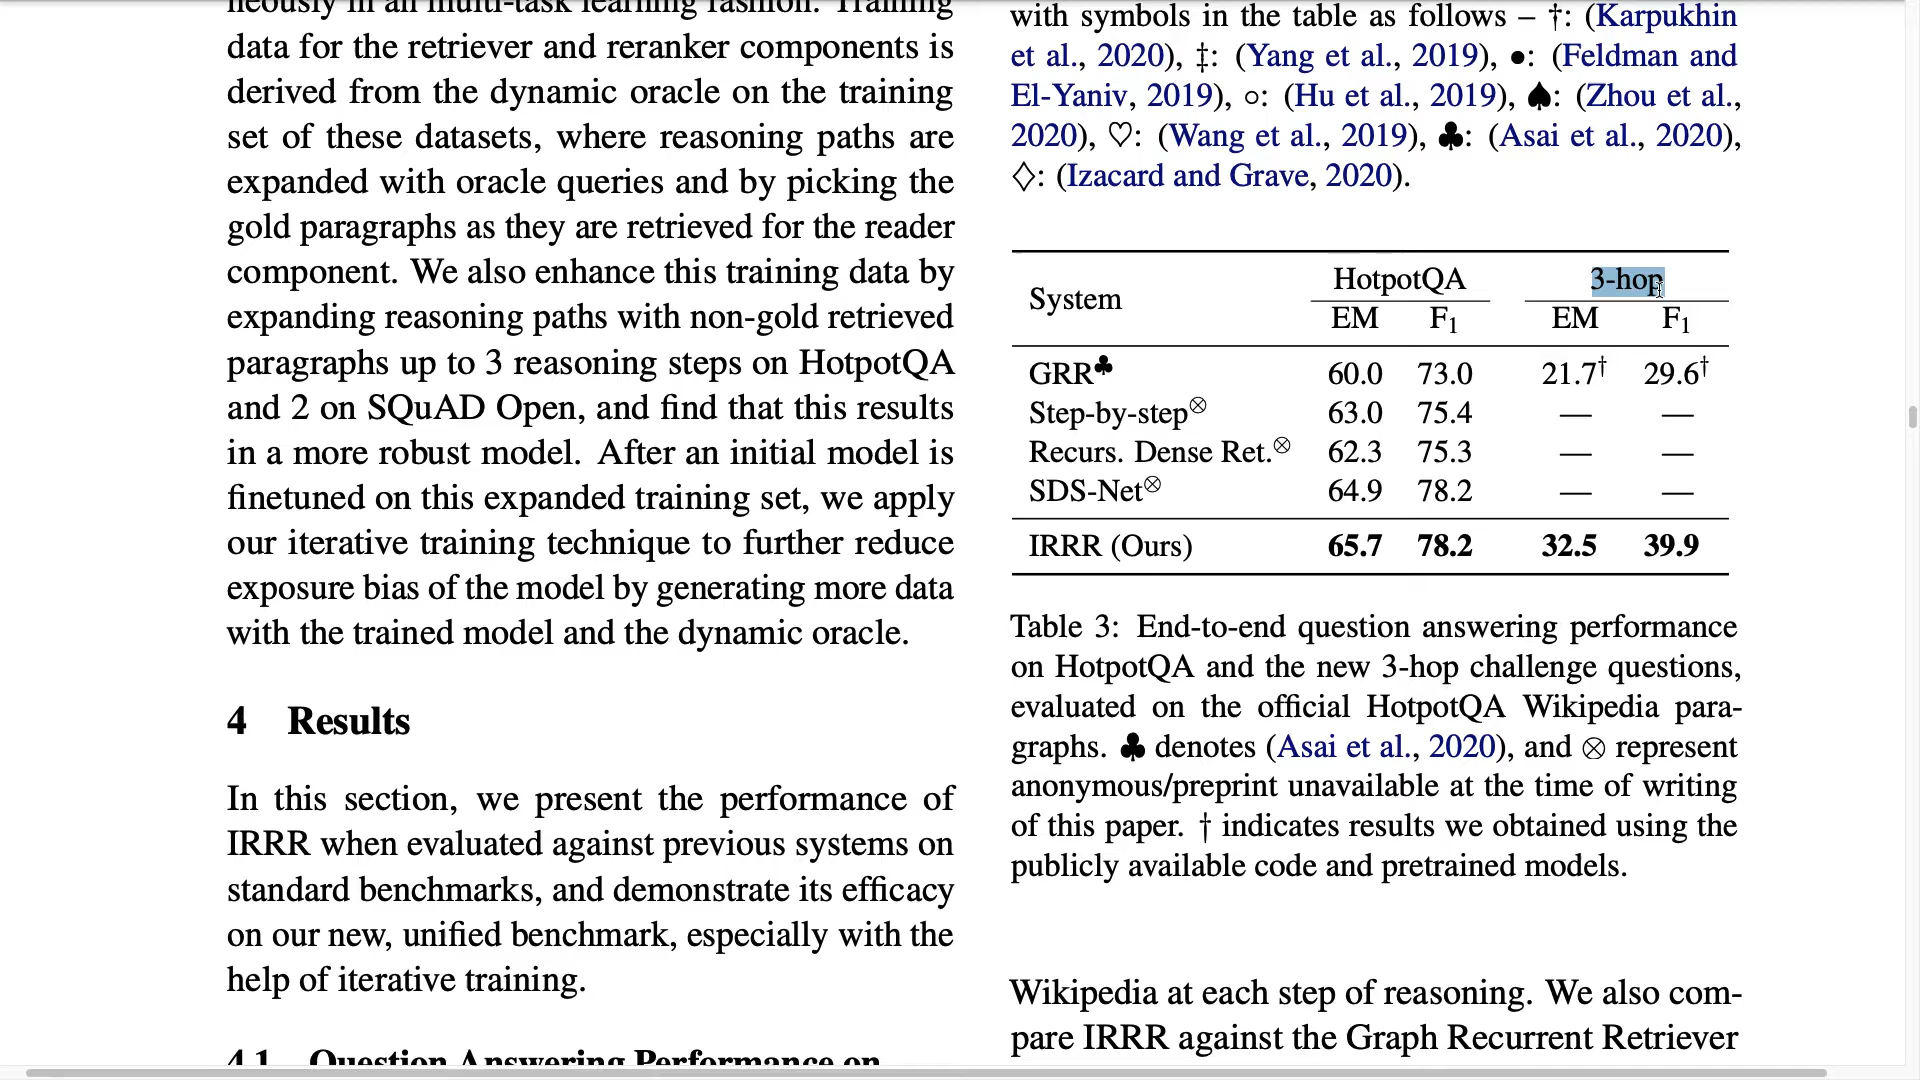 neously in an multi-task learning fashion. Training
data for the retriever and reranker components is
derived from the dynamic oracle on the training
set of these datasets, where reasoning paths are
expanded with oracle queries and by picking the
gold paragraphs as they are retrieved for the reader
component. We also enhance this training data by
expanding reasoning paths with non-gold retrieved
paragraphs up to 3 reasoning steps on HotpotQA
and 2 on SQuAD Open, and find that this results
in a more robust model. After an initial model is
finetuned on this expanded training set, we apply
our iterative training technique to further reduce
exposure bias of the model by generating more data
with the trained model and the dynamic oracle.
4 Results
In this section, we present the performance of
IRRR when evaluated against previous systems on
standard benchmarks, and demonstrate its efficacy
on our new, unified benchmark, especially with the
help of iterative training.
4.1 Question Answering Performance on
with symbols in the table as follows – †: (Karpukhin
et al., 2020), ‡: (Yang et al., 2019), •: (Feldman and
El-Yaniv, 2019), ○: (Hu et al., 2019), ♠: (Zhou et al.,
2020), ♡: (Wang et al., 2019), ♣: (Asai et al., 2020),
♢: (Izacard and Grave, 2020).
System HotpotQA 3-hop
EM F1 EM F1
GRR♣ 60.0 73.0 21.7† 29.6†
Step-by-step⊗ 63.0 75.4 — —
Recurs. Dense Ret.⊗ 62.3 75.3 — —
SDS-Net⊗ 64.9 78.2 — —
IRRR (Ours) 65.7 78.2 32.5 39.9
Table 3: End-to-end question answering performance
on HotpotQA and the new 3-hop challenge questions,
evaluated on the official HotpotQA Wikipedia para-
graphs. ♣ denotes (Asai et al., 2020), and ⊗ represent
anonymous/preprint unavailable at the time of writing
of this paper. † indicates results we obtained using the
publicly available code and pretrained models.
Wikipedia at each step of reasoning. We also com-
pare IRRR against the Graph Recurrent Retriever